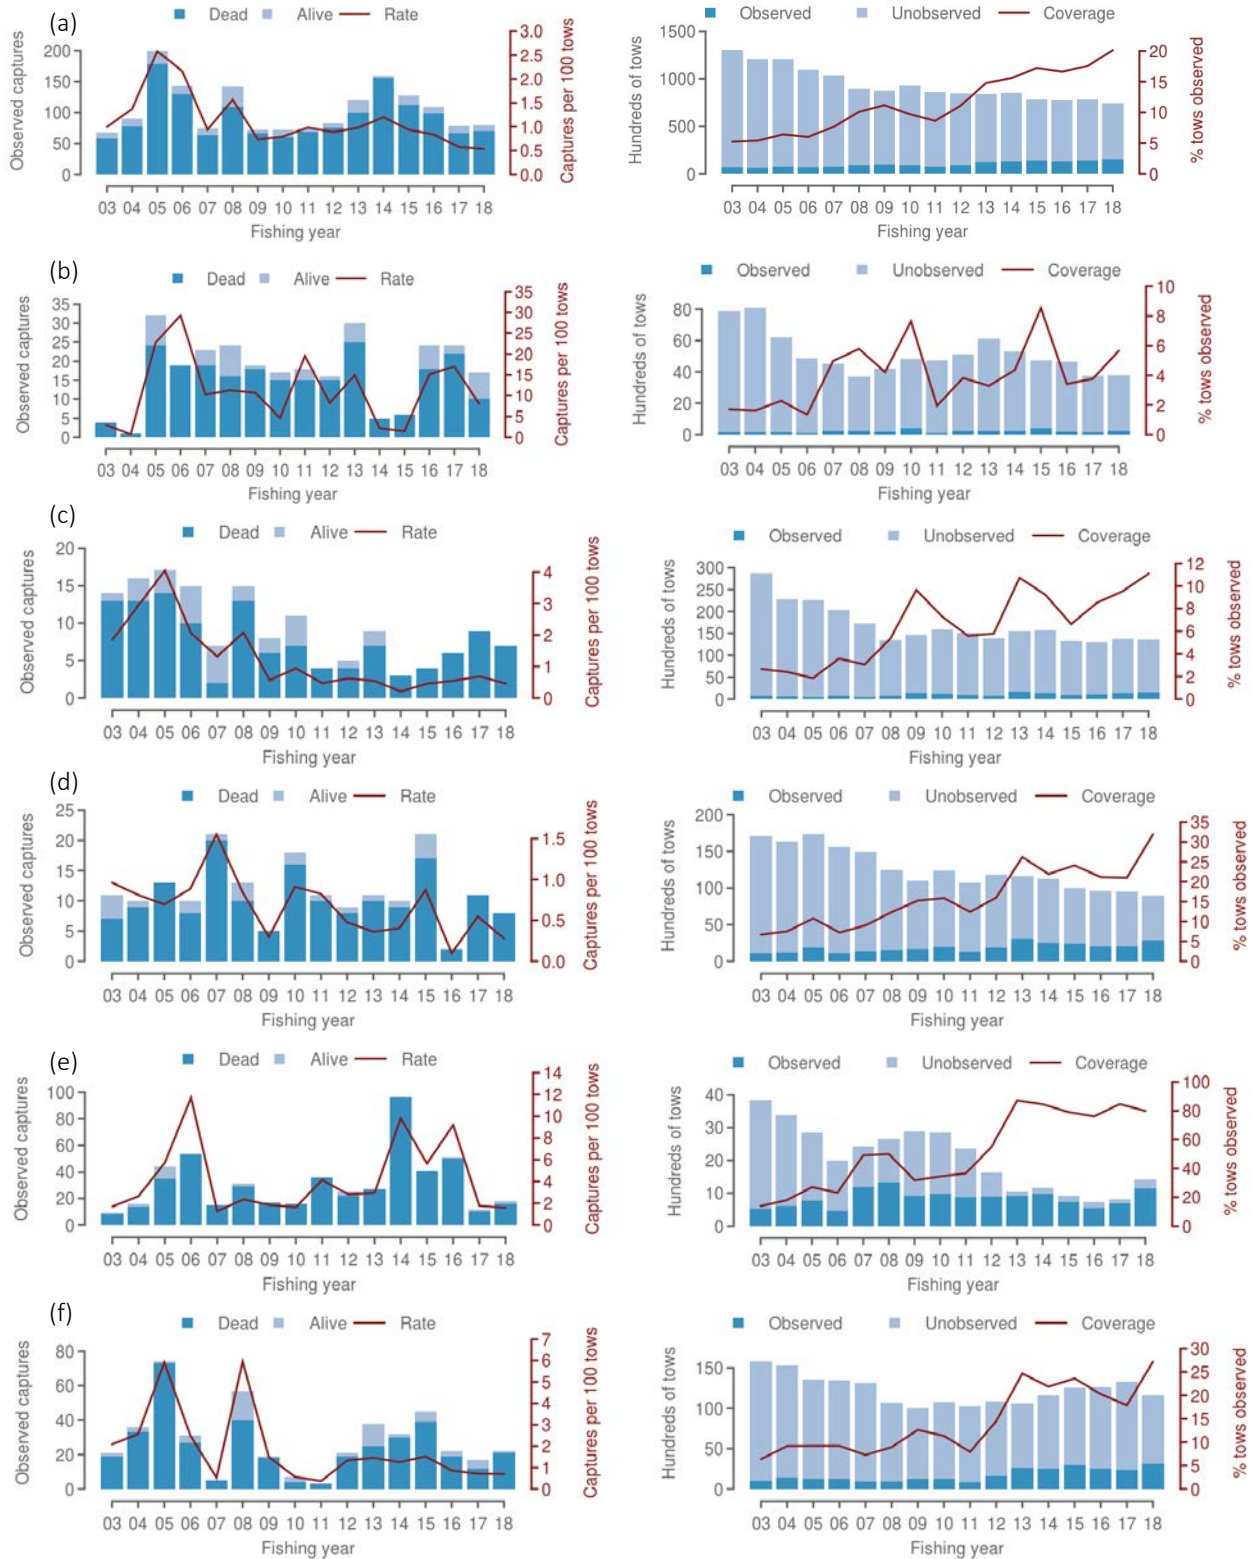 (a)
Dead Alive Rate
Observed captures
200
150
100
50
0
3.0
2.5
2.0
1.5
1.0
0.5
0.0
Captures per 100 tows
03 04 05 06 07 08 09 10 11 12 13 14 15 16 17 18
Fishing year
Observed Unobserved Coverage
Hundreds of tows
1500
1000
500
0
20
15
10
5
0
% tows observed
03 04 05 06 07 08 09 10 11 12 13 14 15 16 17 18
Fishing year
(b)
Dead Alive Rate
Observed captures
35
30
25
20
15
10
5
0
35
30
25
20
15
10
5
0
Captures per 100 tows
03 04 05 06 07 08 09 10 11 12 13 14 15 16 17 18
Fishing year
Observed Unobserved Coverage
Hundreds of tows
80
60
40
20
0
10
8
6
4
2
0
% tows observed
03 04 05 06 07 08 09 10 11 12 13 14 15 16 17 18
Fishing year
(c)
Dead Alive Rate
Observed captures
20
15
10
5
0
4
3
2
1
0
Captures per 100 tows
03 04 05 06 07 08 09 10 11 12 13 14 15 16 17 18
Fishing year
Observed Unobserved Coverage
Hundreds of tows
300
250
200
150
100
50
0
12
10
8
6
4
2
0
% tows observed
03 04 05 06 07 08 09 10 11 12 13 14 15 16 17 18
Fishing year
(d)
Dead Alive Rate
Observed captures
25
20
15
10
5
0
1.5
1.0
0.5
0.0
Captures per 100 tows
03 04 05 06 07 08 09 10 11 12 13 14 15 16 17 18
Fishing year
Observed Unobserved Coverage
Hundreds of tows
200
150
100
50
0
35
30
25
20
15
10
5
0
% tows observed
03 04 05 06 07 08 09 10 11 12 13 14 15 16 17 18
Fishing year
(e)
Dead Alive Rate
Observed captures
100
80
60
40
20
0
14
12
10
8
6
4
2
0
Captures per 100 tows
03 04 05 06 07 08 09 10 11 12 13 14 15 16 17 18
Fishing year
Observed Unobserved Coverage
Hundreds of tows
40
30
20
10
0
100
80
60
40
20
0
% tows observed
03 04 05 06 07 08 09 10 11 12 13 14 15 16 17 18
Fishing year
(f)
Dead Alive Rate
Observed captures
80
60
40
20
0
7
6
5
4
3
2
1
0
Captures per 100 tows
03 04 05 06 07 08 09 10 11 12 13 14 15 16 17 18
Fishing year
Observed Unobserved Coverage
Hundreds of tows
150
100
50
0
30
25
20
15
10
5
0
% tows observed
03 04 05 06 07 08 09 10 11 12 13 14 15 16 17 18
Fishing year